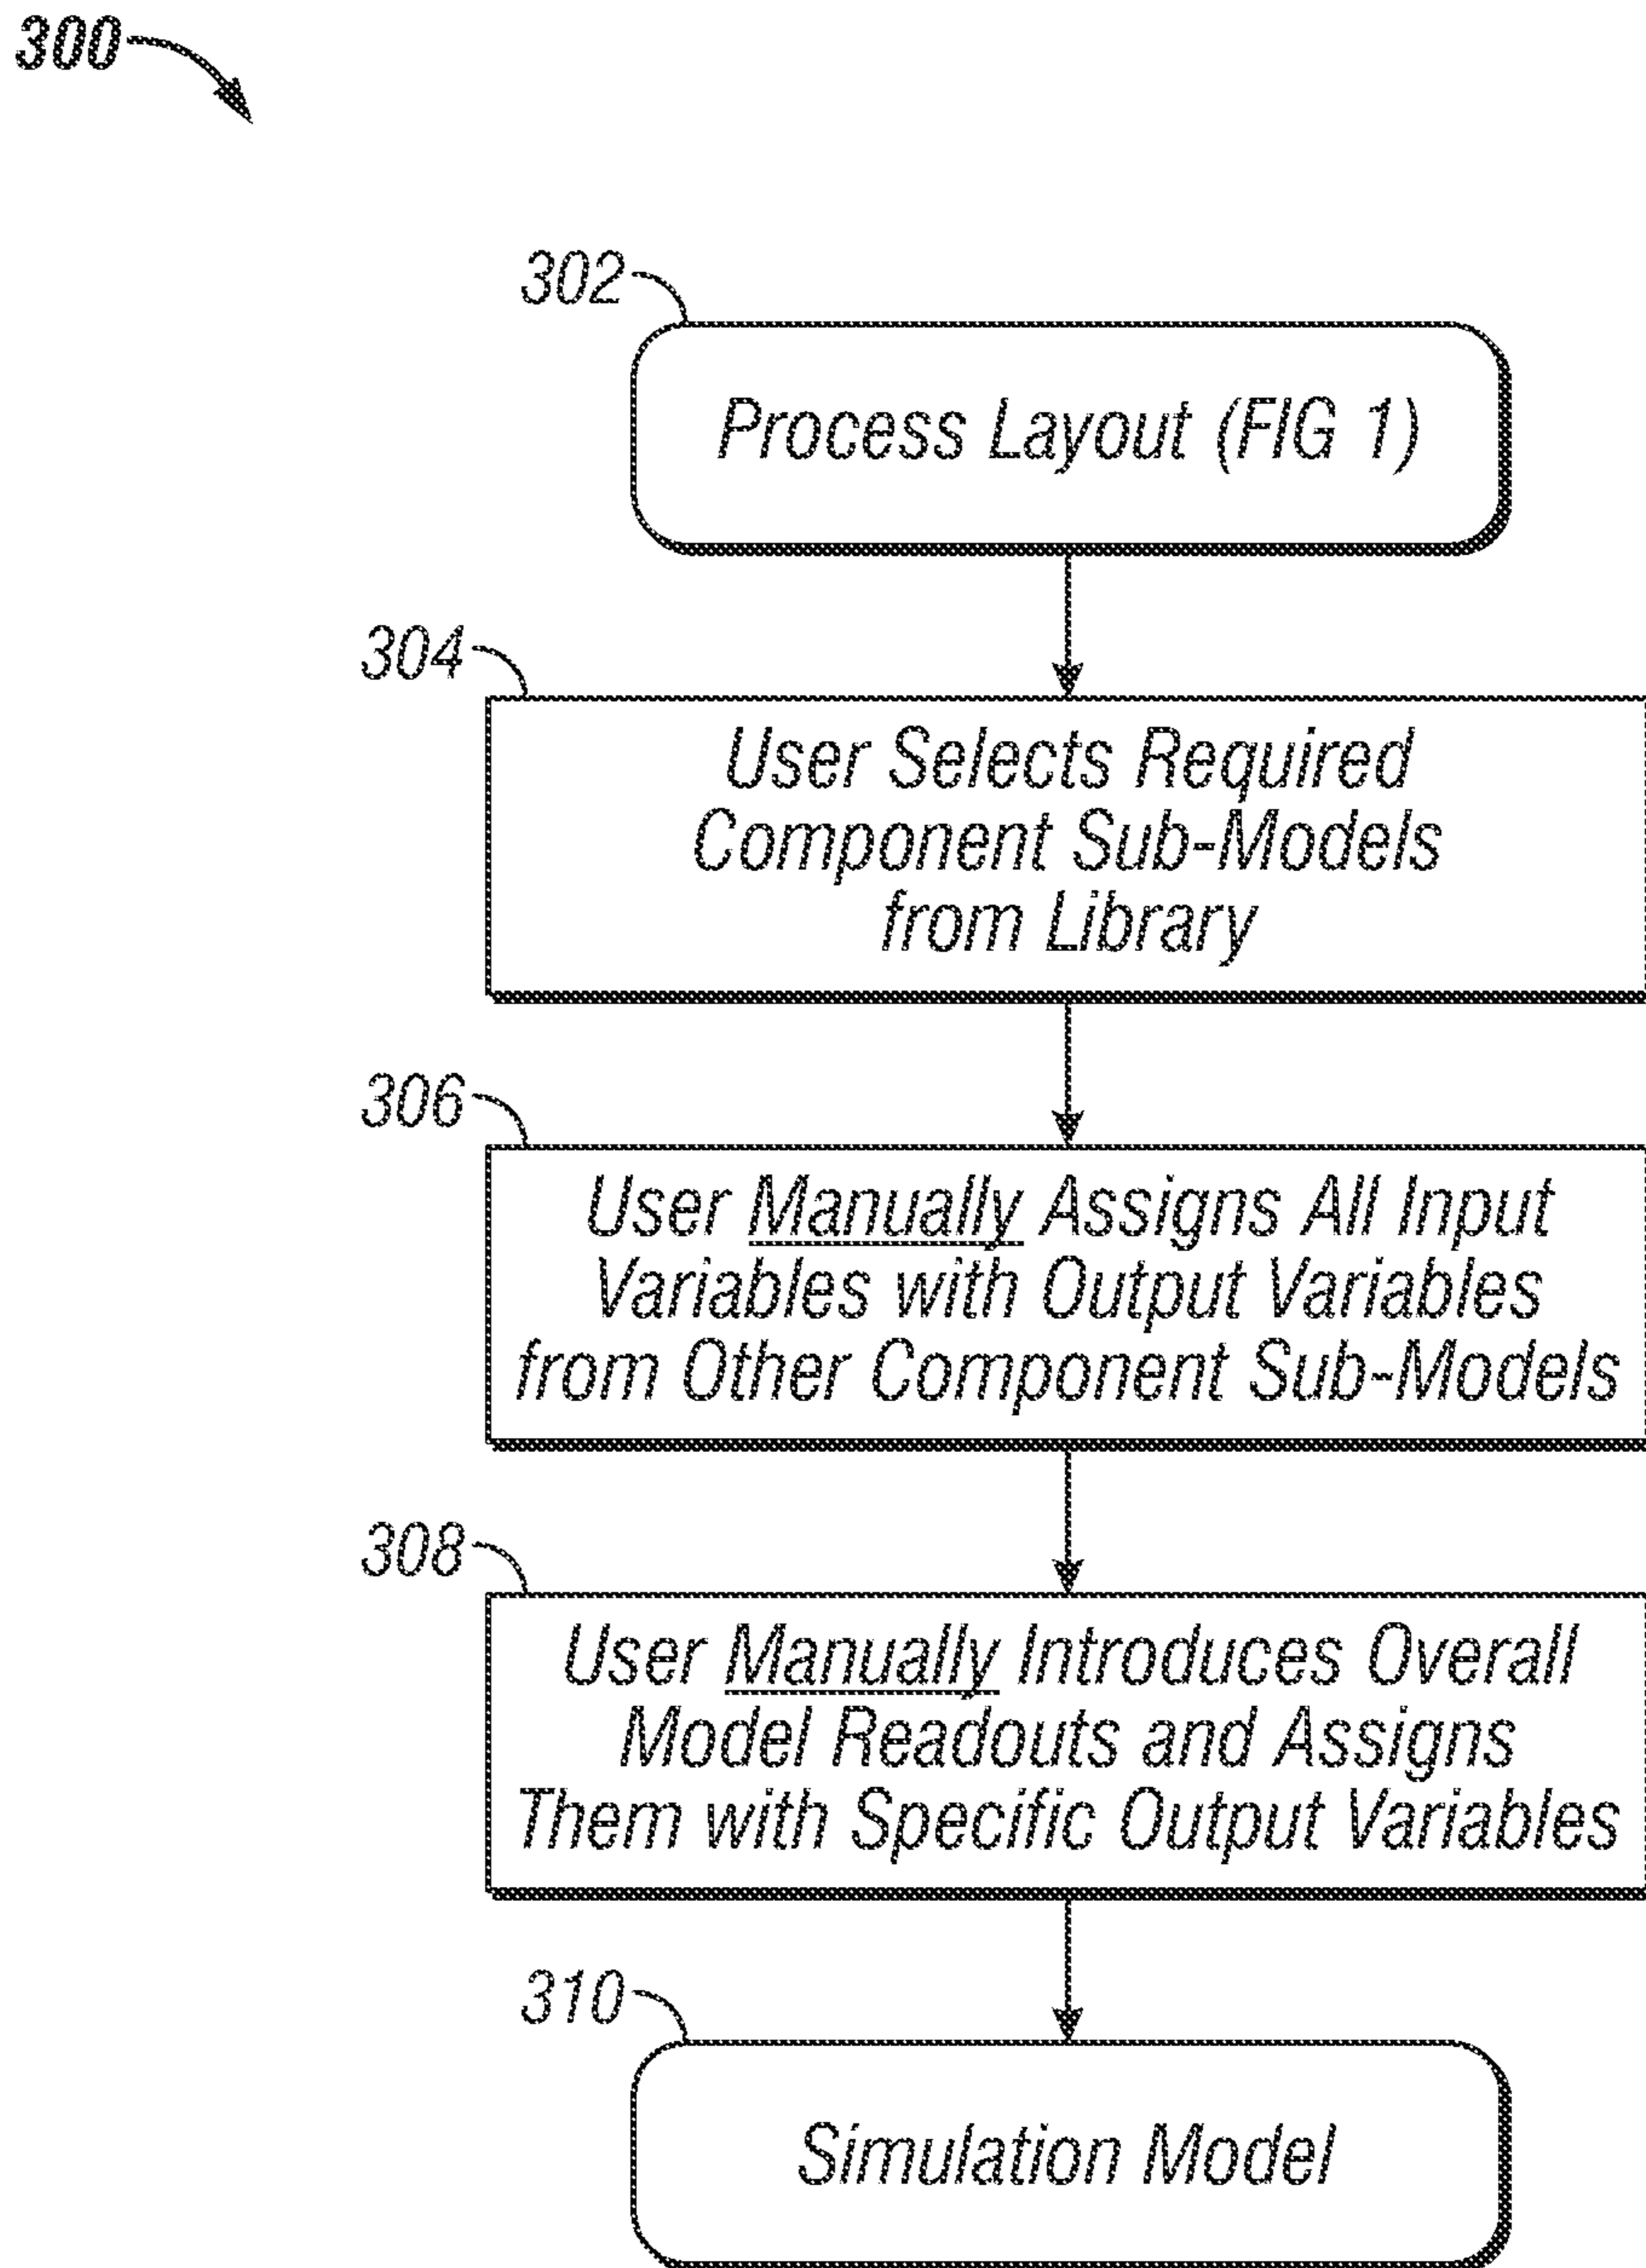 300
302
Process Layout (FIG 1)
304
User Selects Required
Component Sub-Models
from Library
306
User Manually Assigns All Input
Variables with Output Variables
from Other Component Sub-Models
308
User Manually Introduces Overall
Model Readouts and Assigns
Them with Specific Output Variables
310
Simulation Model